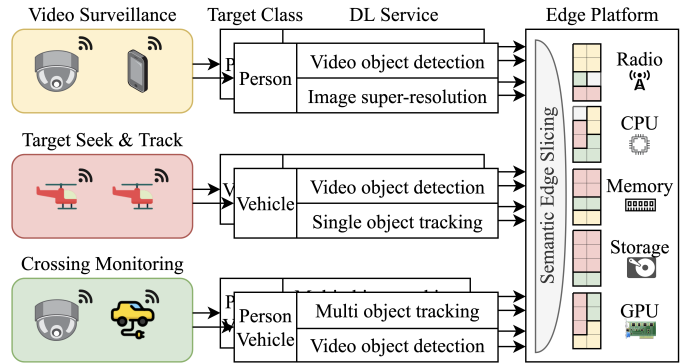 Video Surveillance
Target Class
DL Service
Edge Platform
P
Person
Video object detection
Image super-resolution
Target Seek & Track
V
Vehicle
Video object detection
Single object tracking
Crossing Monitoring
P
V
Person
Vehicle
Multi object tracking
Video object detection
Semantic Edge Slicing
Radio
CPU
Memory
Storage
GPU